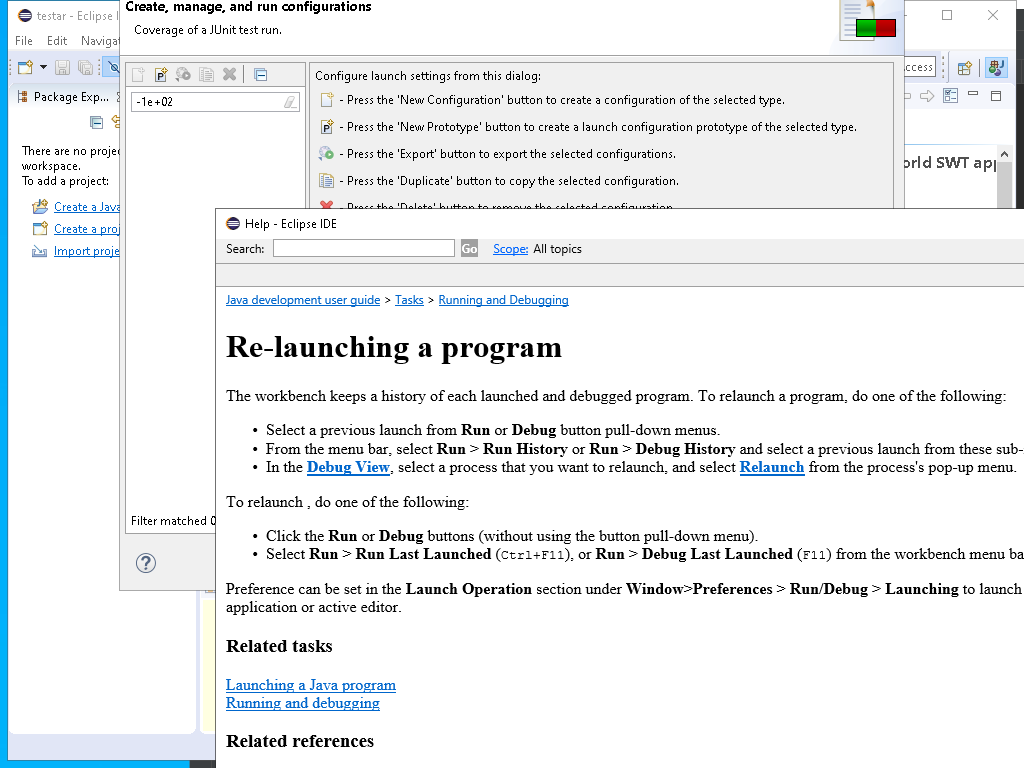 testar - Eclipse I
File Edit Navigat
Package Exp...
There are no proje
workspace.
To add a project:
Create a Java
Create a proj
Import proje
Create, manage, and run configurations
Coverage of a JUnit test run.
-1e+02
Filter matched 0
Configure launch settings from this dialog:
- Press the 'New Configuration' button to create a configuration of the selected type.
- Press the 'New Prototype' button to create a launch configuration prototype of the selected type.
- Press the 'Export' button to export the selected configurations.
- Press the 'Duplicate' button to copy the selected configuration.
- Press the 'Delete' button to remove the selected configuration.
ccess
orld SWT app
Help - Eclipse IDE
Search: Go Scope: All topics
Java development user guide > Tasks > Running and Debugging
Re-launching a program
The workbench keeps a history of each launched and debugged program. To relaunch a program, do one of the following:
• Select a previous launch from Run or Debug button pull-down menus.
• From the menu bar, select Run > Run History or Run > Debug History and select a previous launch from these sub-
• In the Debug View, select a process that you want to relaunch, and select Relaunch from the process's pop-up menu.
To relaunch , do one of the following:
• Click the Run or Debug buttons (without using the button pull-down menu).
• Select Run > Run Last Launched (Ctrl+F11), or Run > Debug Last Launched (F11) from the workbench menu ba
Preference can be set in the Launch Operation section under Window>Preferences > Run/Debug > Launching to launch
application or active editor.
Related tasks
Launching a Java program
Running and debugging
Related references